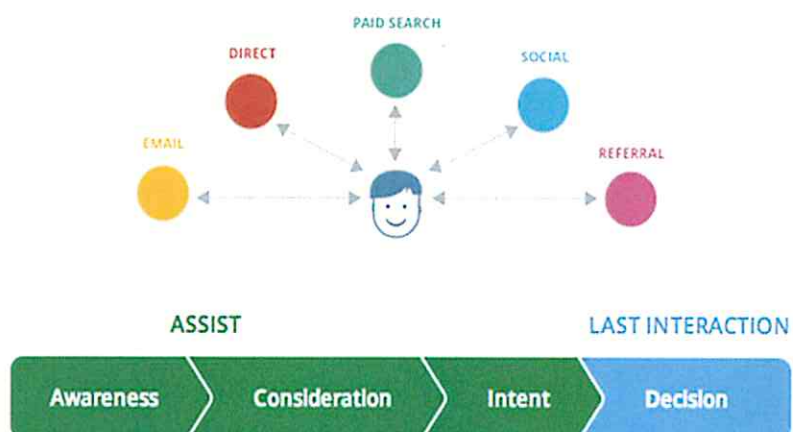 PAID SEARCH
DIRECT
SOCIAL
EMAIL
REFERRAL
ASSIST
LAST INTERACTION
Awareness
Consideration
Intent
Decision